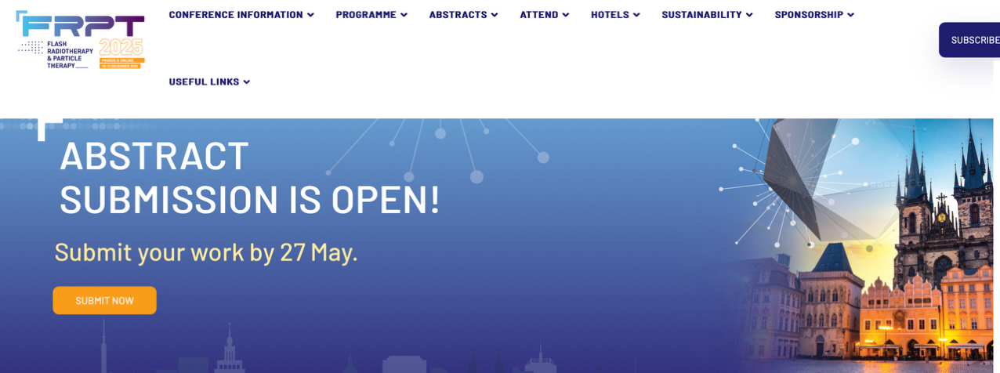 FRPT
FLASH
RADIOTHERAPY
& PARTICLE
THERAPY
2025
PRAGUE & ONLINE
CONFERENCE INFORMATION
PROGRAMME
ABSTRACTS
ATTEND
HOTELS
SUSTAINABILITY
SPONSORSHIP
USEFUL LINKS
SUBSCRIBE
ABSTRACT
SUBMISSION IS OPEN!
Submit your work by 27 May.
SUBMIT NOW